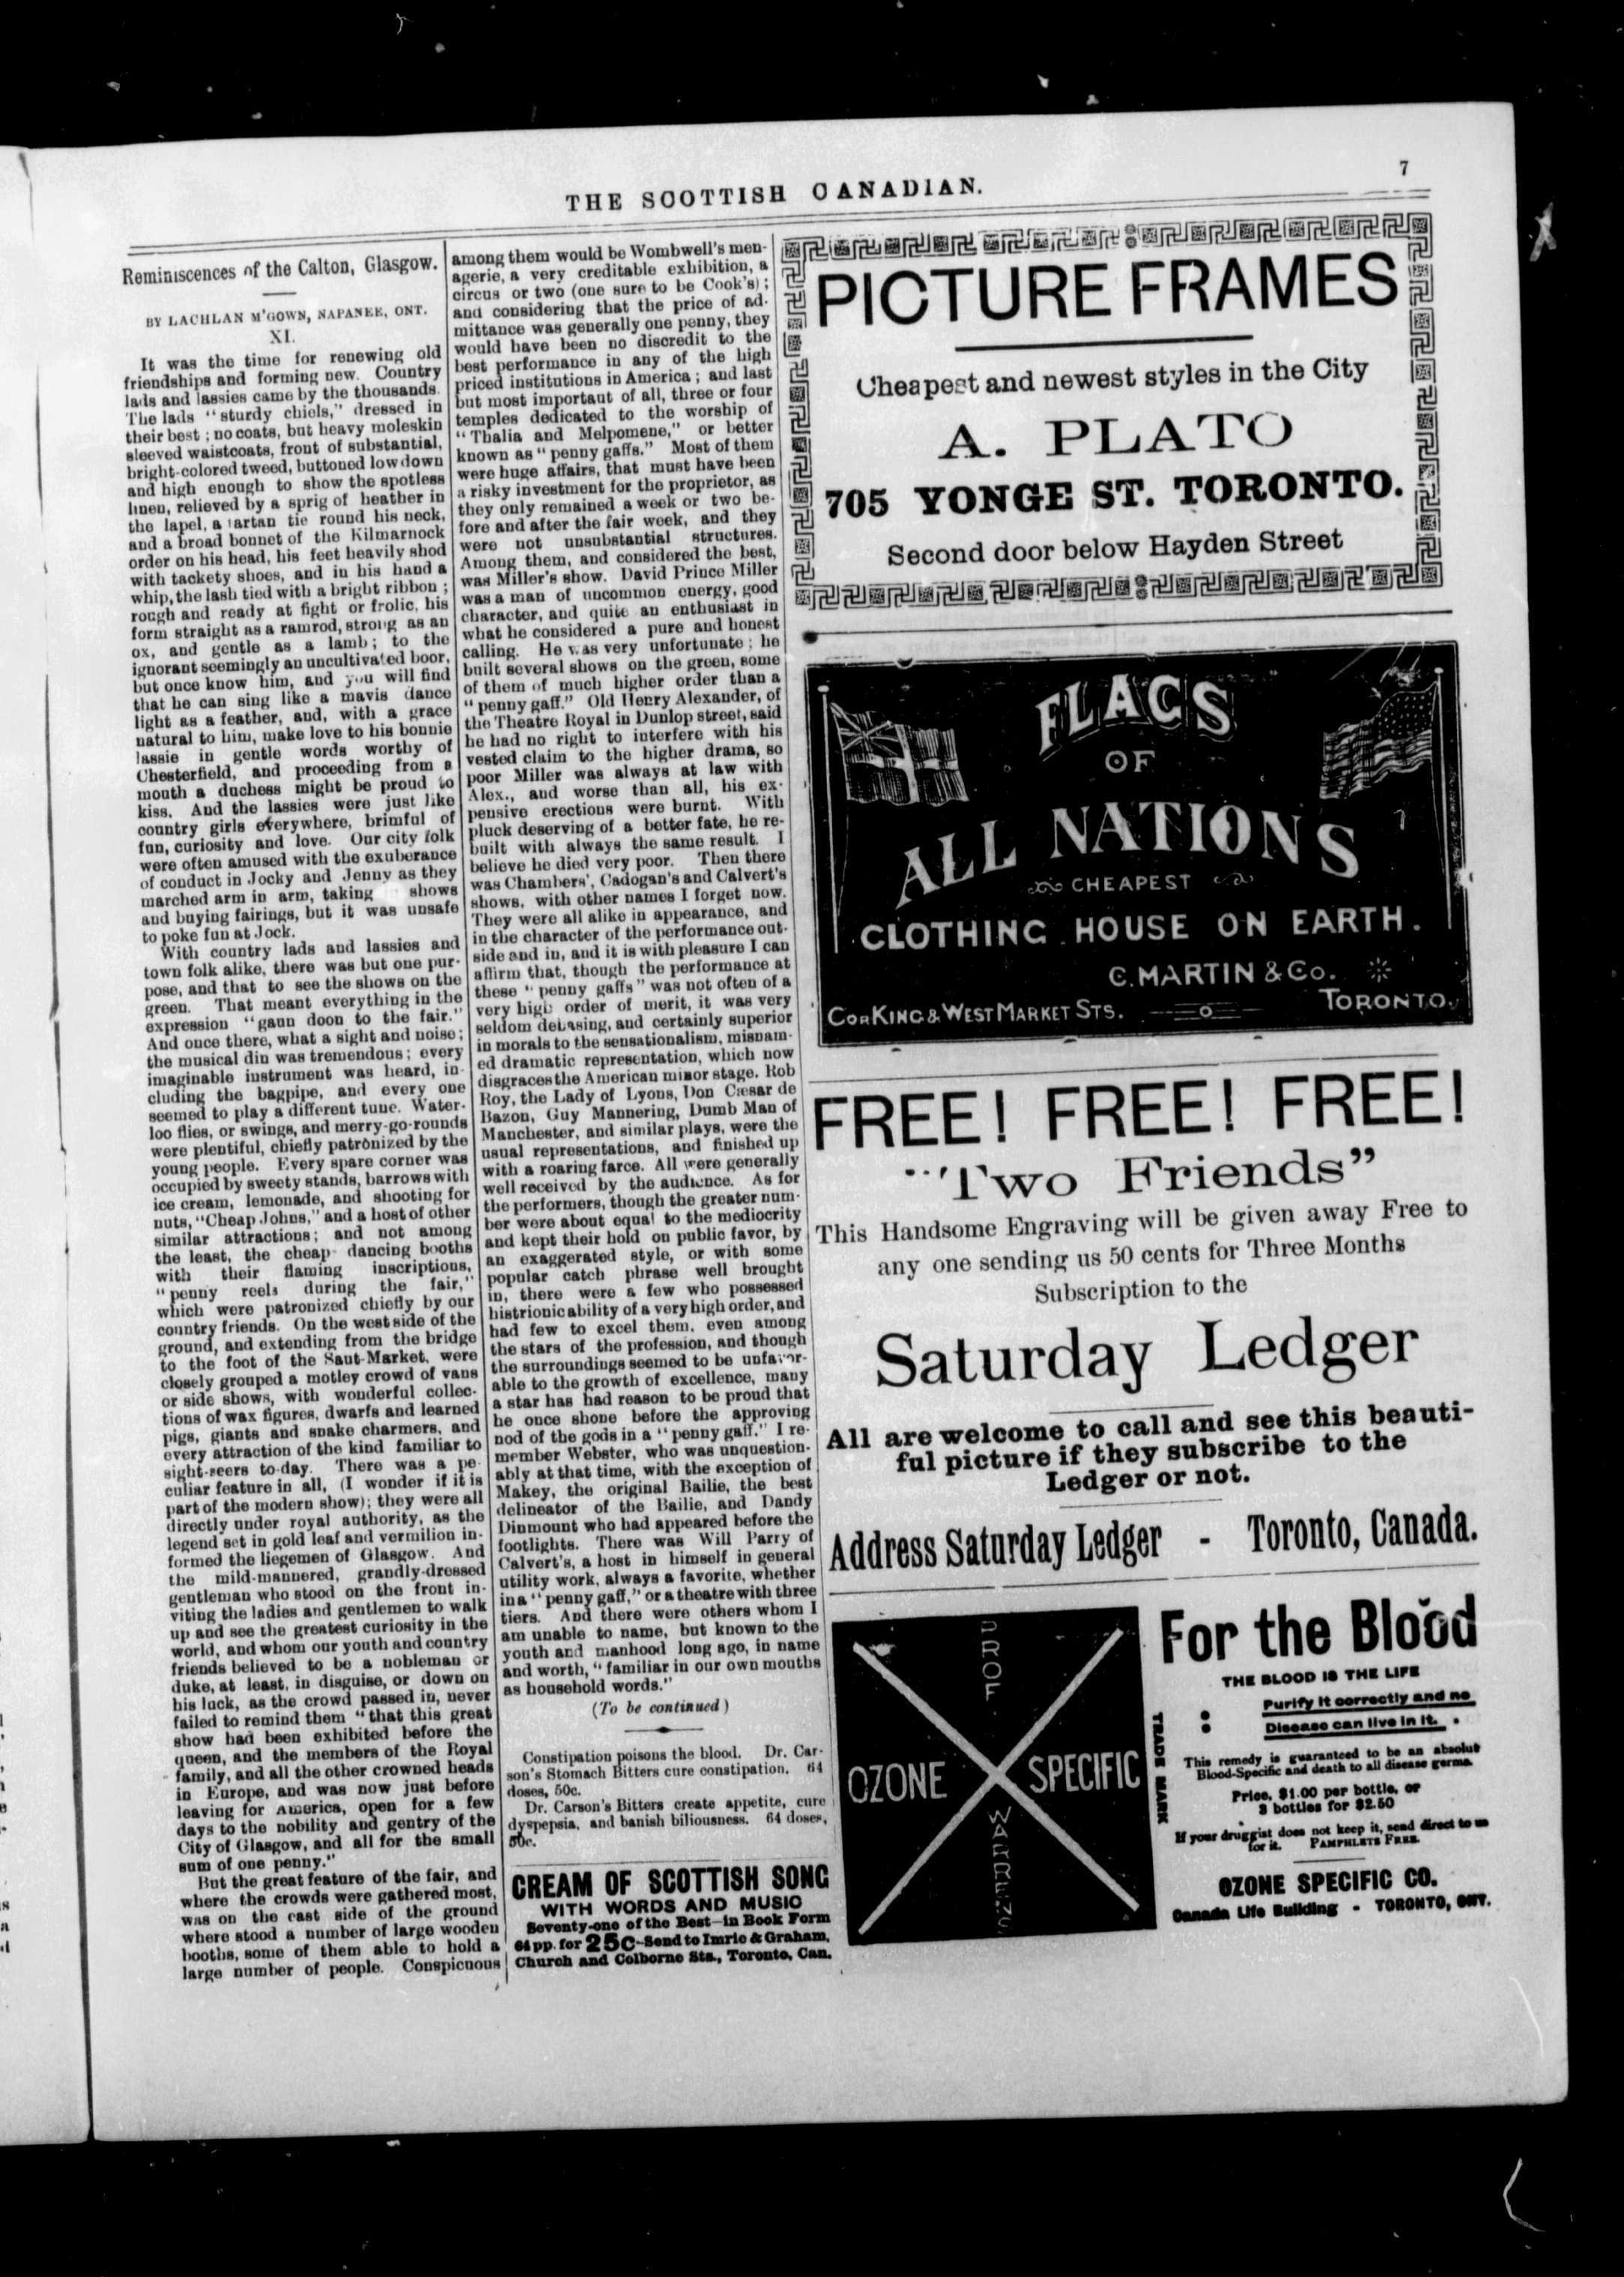 THE SCOTTISH CANADIAN.
7
Reminiscences of the Calton, Glasgow.
BY LACHLAN M'GOWN, NAPANEE, ONT.
XI.
It was the time for renewing old
friendships and forming new. Country
lads and lassies came by the thousands.
The lads "sturdy chiels," dressed in
their best; no coats, but heavy moleskin
sleeved waistcoats, front of substantial,
bright-colored tweed, buttoned low down
and high enough to show the spotless
linen, relieved by a sprig of heather in
the lapel, a tartan tie round his neck,
and a broad bonnet of the Kilmarnock
order on his head, his feet heavily shod
with tackety shoes, and in his hand a
whip, the lash tied with a bright ribbon;
rough and ready at fight or frolic, his
form straight as a ramrod, strong as an
ox, and gentle as a lamb; to the
ignorant seemingly an uncultivated boor,
but once know him, and you will find
that he can sing like a mavis dance
light as a feather, and, with a grace
natural to him, make love to his bonnie
lassie in gentle words worthy of
Chesterfield, and proceeding from a
mouth a duchess might be proud to
kiss. And the lassies were just like
country girls everywhere, brimful of
fun, curiosity and love. Our city folk
were often amused with the exuberance
of conduct in Jocky and Jenny as they
marched arm in arm, taking shows
and buying fairings, but it was unsafe
to poke fun at Jock.
With country lads and lassies and
town folk alike, there was but one pur-
pose, and that to see the shows on the
green. That meant everything in the
expression "gaun doon to the fair."
And once there, what a sight and noise;
the musical din was tremendous; every
imaginable instrument was heard, in-
cluding the bagpipe, and every one
seemed to play a different tune. Water-
loo flies, or swings, and merry-go-rounds
were plentiful, chiefly patronized by the
young people. Every spare corner was
occupied by sweety stands, barrows with
ice cream, lemonade, and shooting for
nuts, "Cheap Johns," and a host of other
similar attractions; and not among
the least, the cheap dancing booths
with their flaming inscriptions,
"penny reels during the fair,"
which were patronized chiefly by our
country friends. On the west side of the
ground, and extending from the bridge
to the foot of the Saut-Market, were
closely grouped a motley crowd of vans
or side shows, with wonderful collec-
tions of wax figures, dwarfs and learned
pigs, giants and snake charmers, and
every attraction of the kind familiar to
sight-seers to-day. There was a pe-
culiar feature in all, (I wonder if it is
part of the modern show); they were all
directly under royal authority, as the
legend set in gold leaf and vermilion in-
formed the liegemen of Glasgow. And
the mild-mannered, grandly-dressed
gentleman who stood on the front in-
viting the ladies and gentlemen to walk
up and see the greatest curiosity in the
world, and whom our youth and country
friends believed to be a nobleman or
duke, at least, in disguise, or down on
his luck, as the crowd passed in, never
failed to remind them "that this great
show had been exhibited before the
queen, and the members of the Royal
family, and all the other crowned heads
in Europe, and was now just before
leaving for America, open for a few
days to the nobility and gentry of the
City of Glasgow, and all for the small
sum of one penny."
But the great feature of the fair, and
where the crowds were gathered most,
was on the east side of the ground
where stood a number of large wooden
booths, some of them able to hold a
large number of people. Conspicuous
among them would be Wombwell's men-
agerie, a very creditable exhibition, a
circus or two (one sure to be Cook's);
and considering that the price of ad-
mittance was generally one penny, they
would have been no discredit to the
best performance in any of the high
priced institutions in America; and last
but most important of all, three or four
temples dedicated to the worship of
"Thalia and Melpomene," or better
known as "penny gaffs." Most of them
were huge affairs, that must have been
a risky investment for the proprietor, as
they only remained a week or two be-
fore and after the fair week, and they
were not unsubstantial structures.
Among them, and considered the best,
was Miller's show. David Prince Miller
was a man of uncommon energy, good
character, and quite an enthusiast in
what he considered a pure and honest
calling. He was very unfortunate; he
built several shows on the green, some
of them of much higher order than a
"penny gaff." Old Henry Alexander, of
the Theatre Royal in Dunlop street, said
he had no right to interfere with his
vested claim to the higher drama, so
poor Miller was always at law with
Alex., and worse than all, his ex-
pensive erections were burnt. With
pluck deserving of a better fate, he re-
built with always the same result. I
believe he died very poor. Then there
was Chambers', Cadogan's and Calvert's
shows, with other names I forget now.
They were all alike in appearance, and
in the character of the performance out-
side and in, and it is with pleasure I can
affirm that, though the performance at
these "penny gaffs" was not often of a
very high order of merit, it was very
seldom debasing, and certainly superior
in morals to the sensationalism, misnam-
ed dramatic representation, which now
disgraces the American minor stage. Rob
Roy, the Lady of Lyons, Don Cæsar de
Bazon, Guy Mannering, Dumb Man of
Manchester, and similar plays, were the
usual representations, and finished up
with a roaring farce. All were generally
well received by the audience. As for
the performers, though the greater num-
ber were about equal to the mediocrity
and kept their hold on public favor, by
an exaggerated style, or with some
popular catch phrase well brought
in, there were a few who possessed
histrionic ability of a very high order, and
had few to excel them, even among
the stars of the profession, and though
the surroundings seemed to be unfavor-
able to the growth of excellence, many
a star has had reason to be proud that
he once shone before the approving
nod of the gods in a "penny gaff." I re-
member Webster, who was unquestion-
ably at that time, with the exception of
Makey, the original Bailie, the best
delineator of the Bailie, and Dandy
Dinmount who had appeared before the
footlights. There was Will Parry of
Calvert's, a host in himself in general
utility work, always a favorite, whether
in a "penny gaff," or a theatre with three
tiers. And there were others whom I
am unable to name, but known to the
youth and manhood long ago, in name
and worth, "familiar in our own mouths
as household words."
(To be continued)
Constipation poisons the blood. Dr. Car-
son's Stomach Bitters cure constipation. 64
doses, 50c.
Dr. Carson's Bitters create appetite, cure
dyspepsia, and banish biliousness. 64 doses,
50c.
CREAM OF SCOTTISH SONG
WITH WORDS AND MUSIC
Seventy-one of the Best—in Book Form
64 pp. for 25c—Send to Imrie & Graham,
Church and Colborne Sts., Toronto, Can.
PICTURE FRAMES
Cheapest and newest styles in the City
A. PLATO
705 YONGE ST. TORONTO.
Second door below Hayden Street
FLAGS
OF
ALL NATIONS
CHEAPEST
CLOTHING HOUSE ON EARTH.
C. MARTIN & Co.
COR KING & WEST MARKET STS. TORONTO.
FREE! FREE! FREE!
"Two Friends"
This Handsome Engraving will be given away Free to
any one sending us 50 cents for Three Months
Subscription to the
Saturday Ledger
All are welcome to call and see this beauti-
ful picture if they subscribe to the
Ledger or not.
Address Saturday Ledger - Toronto, Canada.
PROF
OZONE SPECIFIC
WARRENS
TRADE MARK
For the Blood
THE BLOOD IS THE LIFE
Purify it correctly and no
Disease can live in it.
This remedy is guaranteed to be an absolute
Blood-Specific and death to all disease germs.
Price, $1.00 per bottle, or
3 bottles for $2.50
If your druggist does not keep it, send direct to us
for it. PAMPHLETS FREE.
OZONE SPECIFIC CO.
Canada Life Building - TORONTO, ONT.